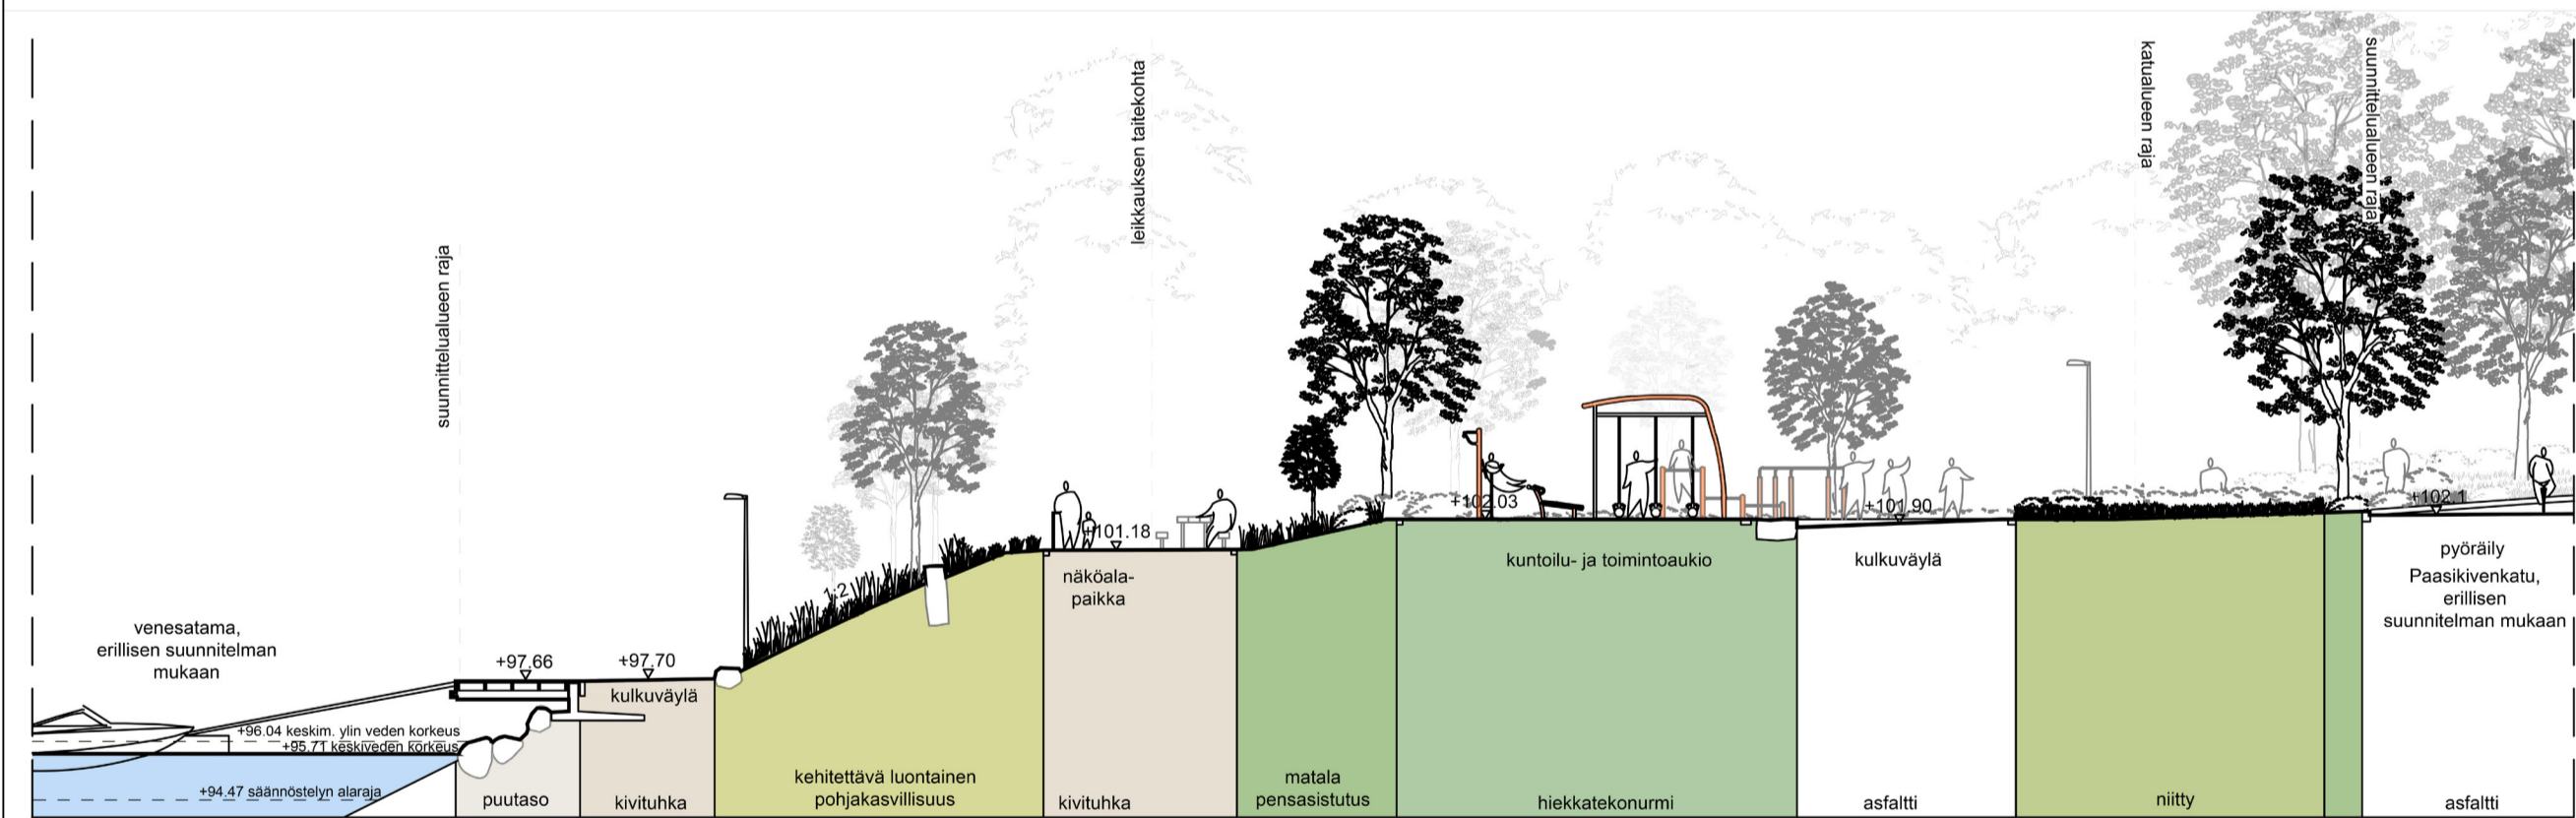 suunnittelualueen raja
leikkauksen taitekohta
katualueen raja
suunnittelualueen raja
venesatama,
erillisen suunnitelman
mukaan
+97.66
+97.70
kulkuväylä
+96.04 keskim. ylin veden korkeus
+95.71 keskiveden korkeus
+94.47 säännöstelyn alaraja
puutaso
kivituhka
1:2
kehitettävä luontainen
pohjakasvillisuus
+101.18
näköala-
paikka
kivituhka
matala
pensasistutus
+102.03
kuntoilu- ja toimintoaukio
hiekkatekonurmi
+101.90
kulkuväylä
asfaltti
niitty
+102.1
pyöräily
Paasikivenkatu,
erillisen
suunnitelman mukaan
asfaltti